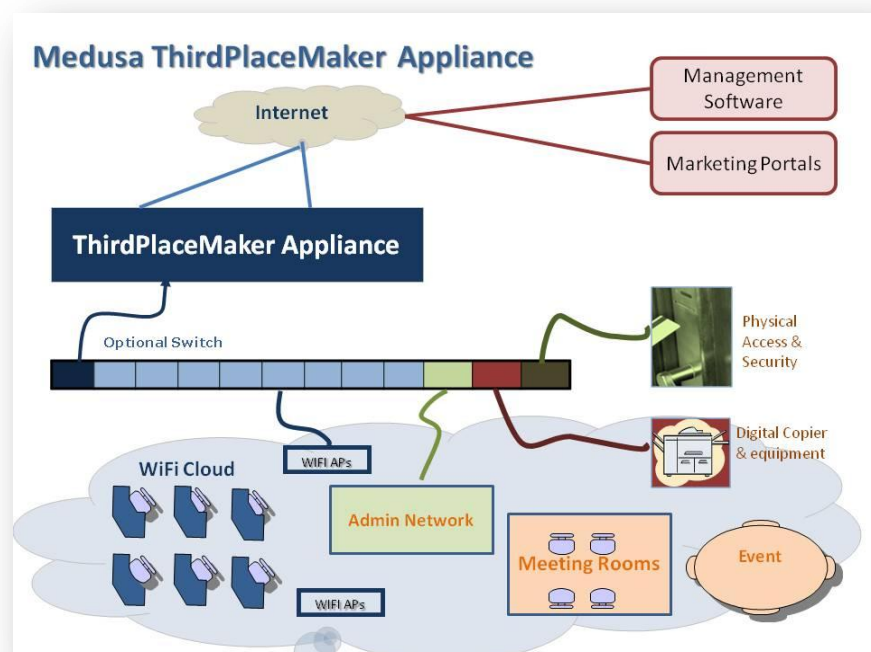 Medusa ThirdPlaceMaker Appliance
Internet
Management
Software
Marketing Portals
ThirdPlaceMaker Appliance
Optional Switch
Physical
Access &
Security
Digital Copier
& equipment
WiFi Cloud
WIFI APs
Admin Network
Meeting Rooms
Event
WIFI APs